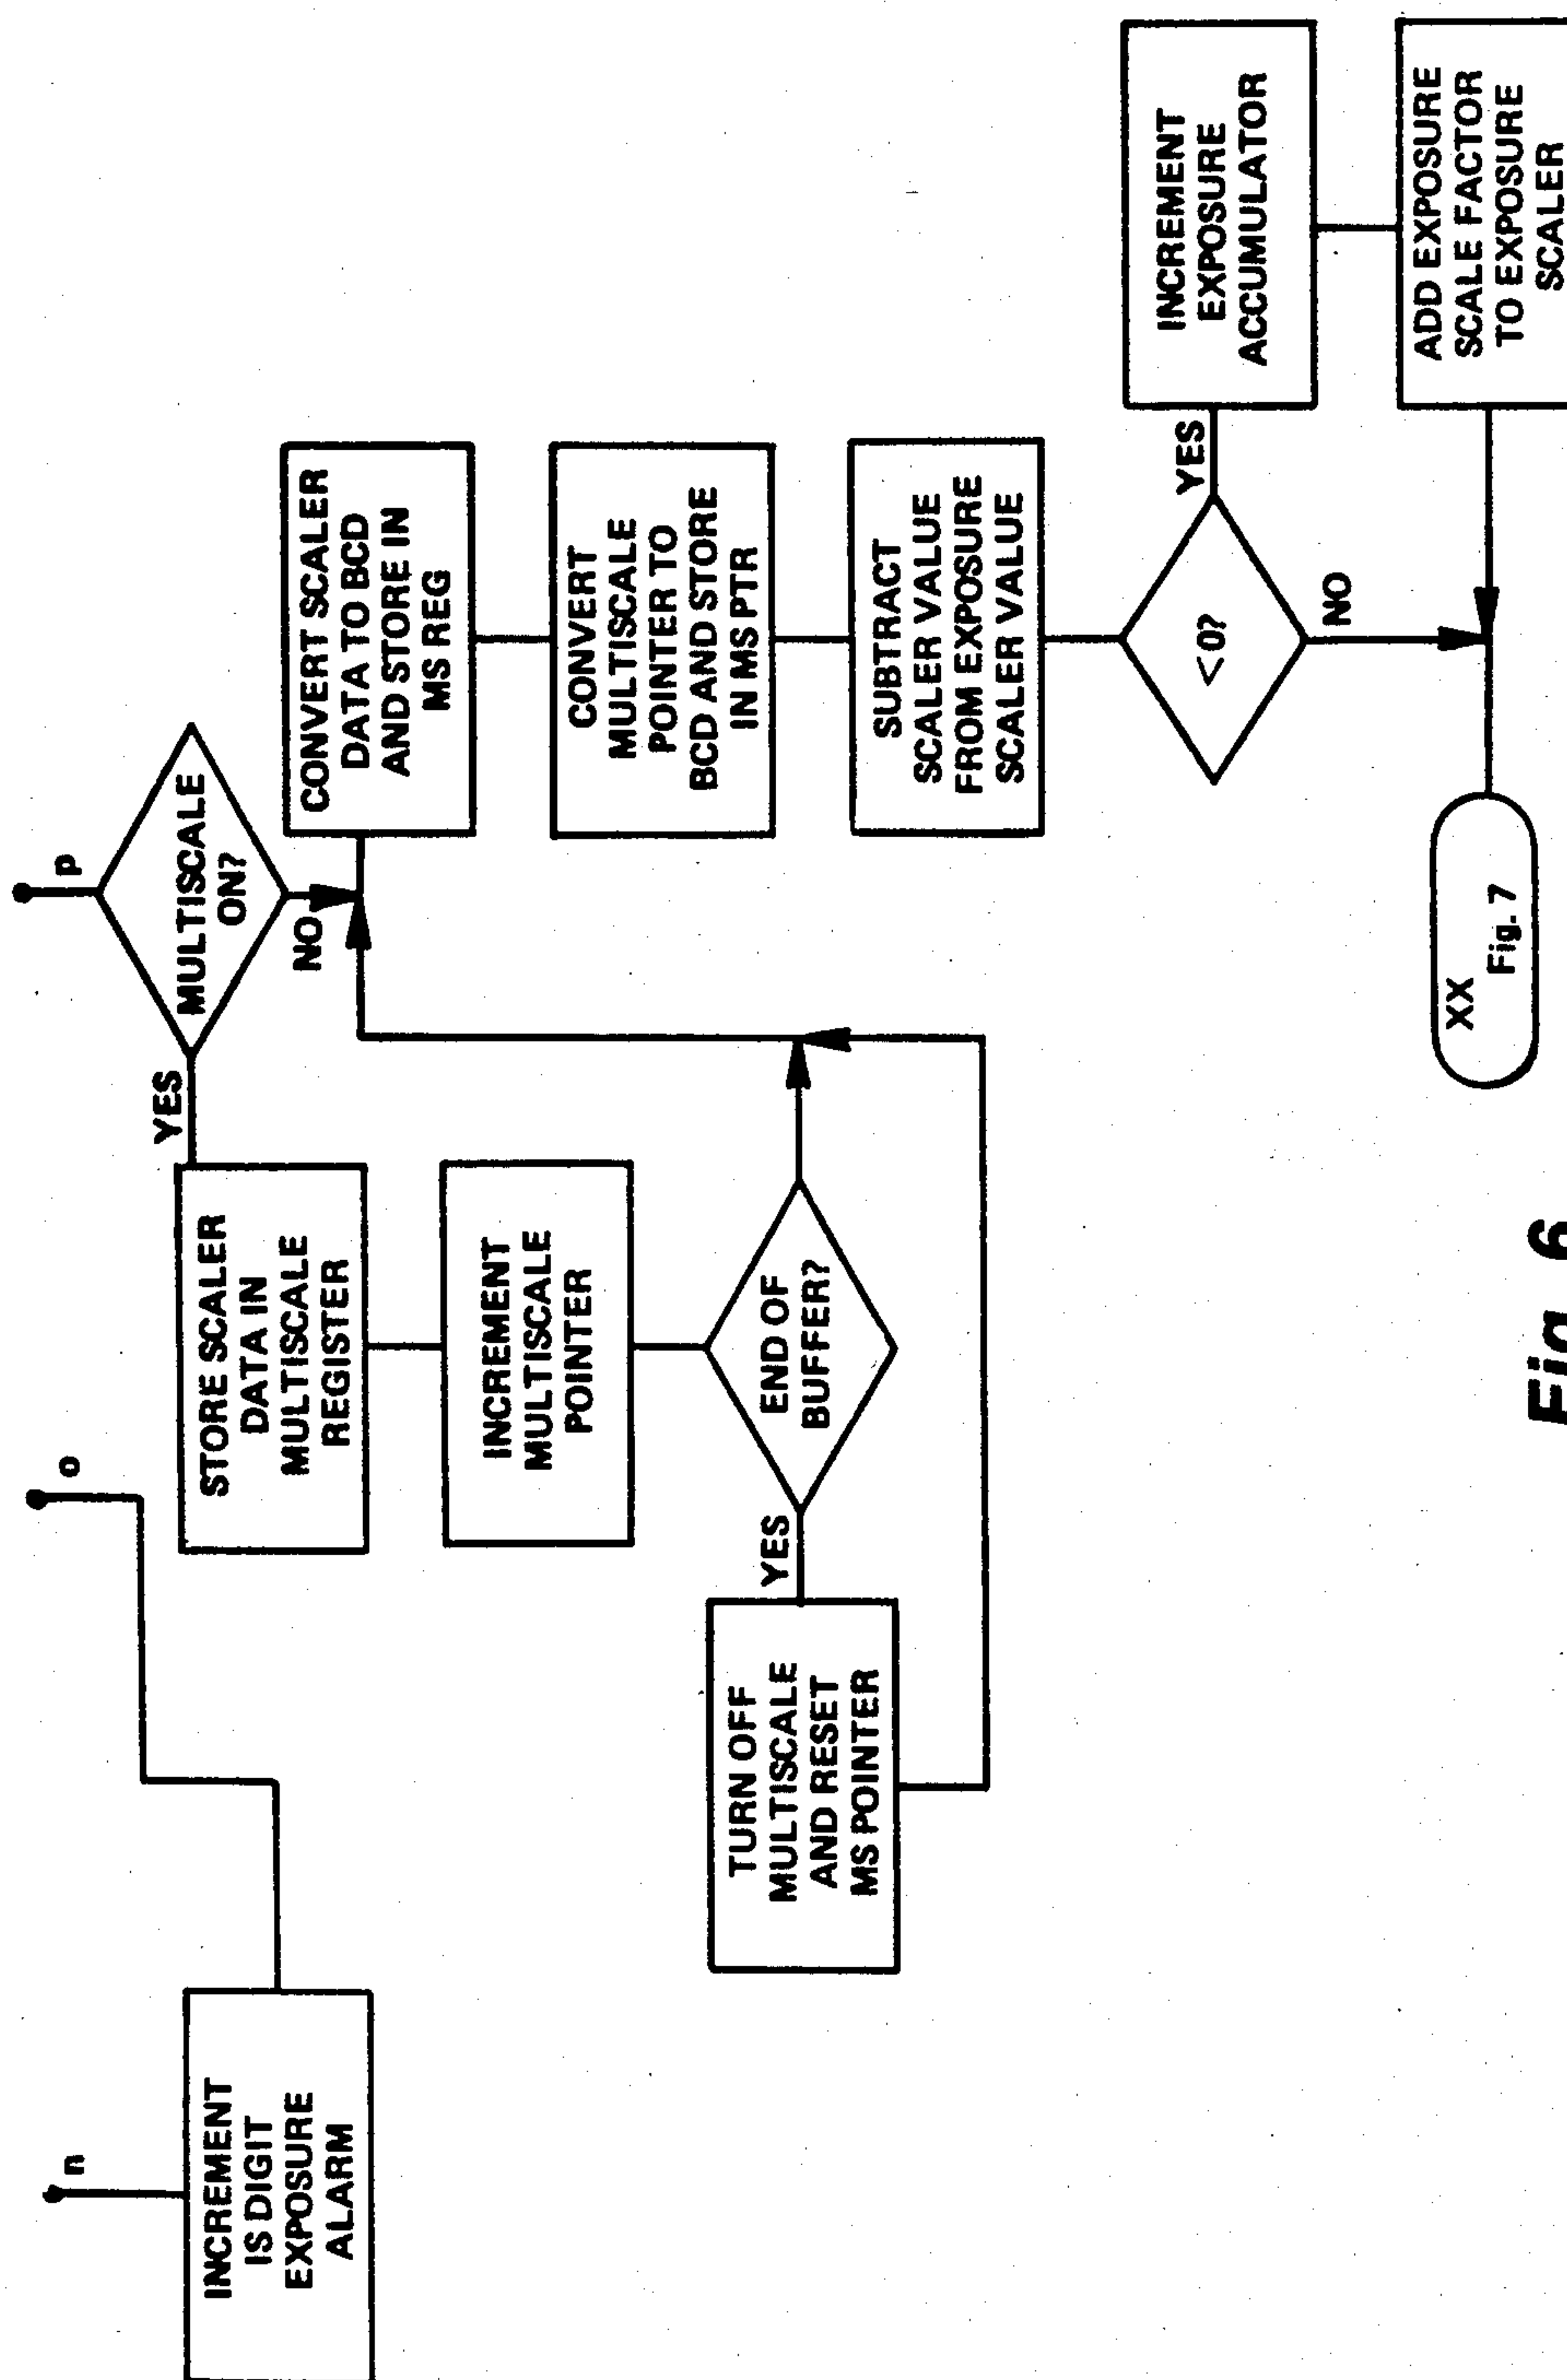 n
INCREMENT
IS DIGIT
EXPOSURE
ALARM
o
p
MULTISCALE
ON?
YES
NO
STORE SCALER
DATA IN
MULTISCALE
REGISTER
INCREMENT
MULTISCALE
POINTER
END OF
BUFFER?
YES
TURN OFF
MULTISCALE
AND RESET
MS POINTER
CONVERT SCALER
DATA TO BCD
AND STORE IN
MS REG
CONVERT
MULTISCALE
POINTER TO
BCD AND STORE
IN MS PTR
SUBTRACT
SCALER VALUE
FROM EXPOSURE
SCALER VALUE
<0?
YES
NO
INCREMENT
EXPOSURE
ACCUMULATOR
ADD EXPOSURE
SCALE FACTOR
TO EXPOSURE
SCALER
XX
Fig. 7
Fig. 6